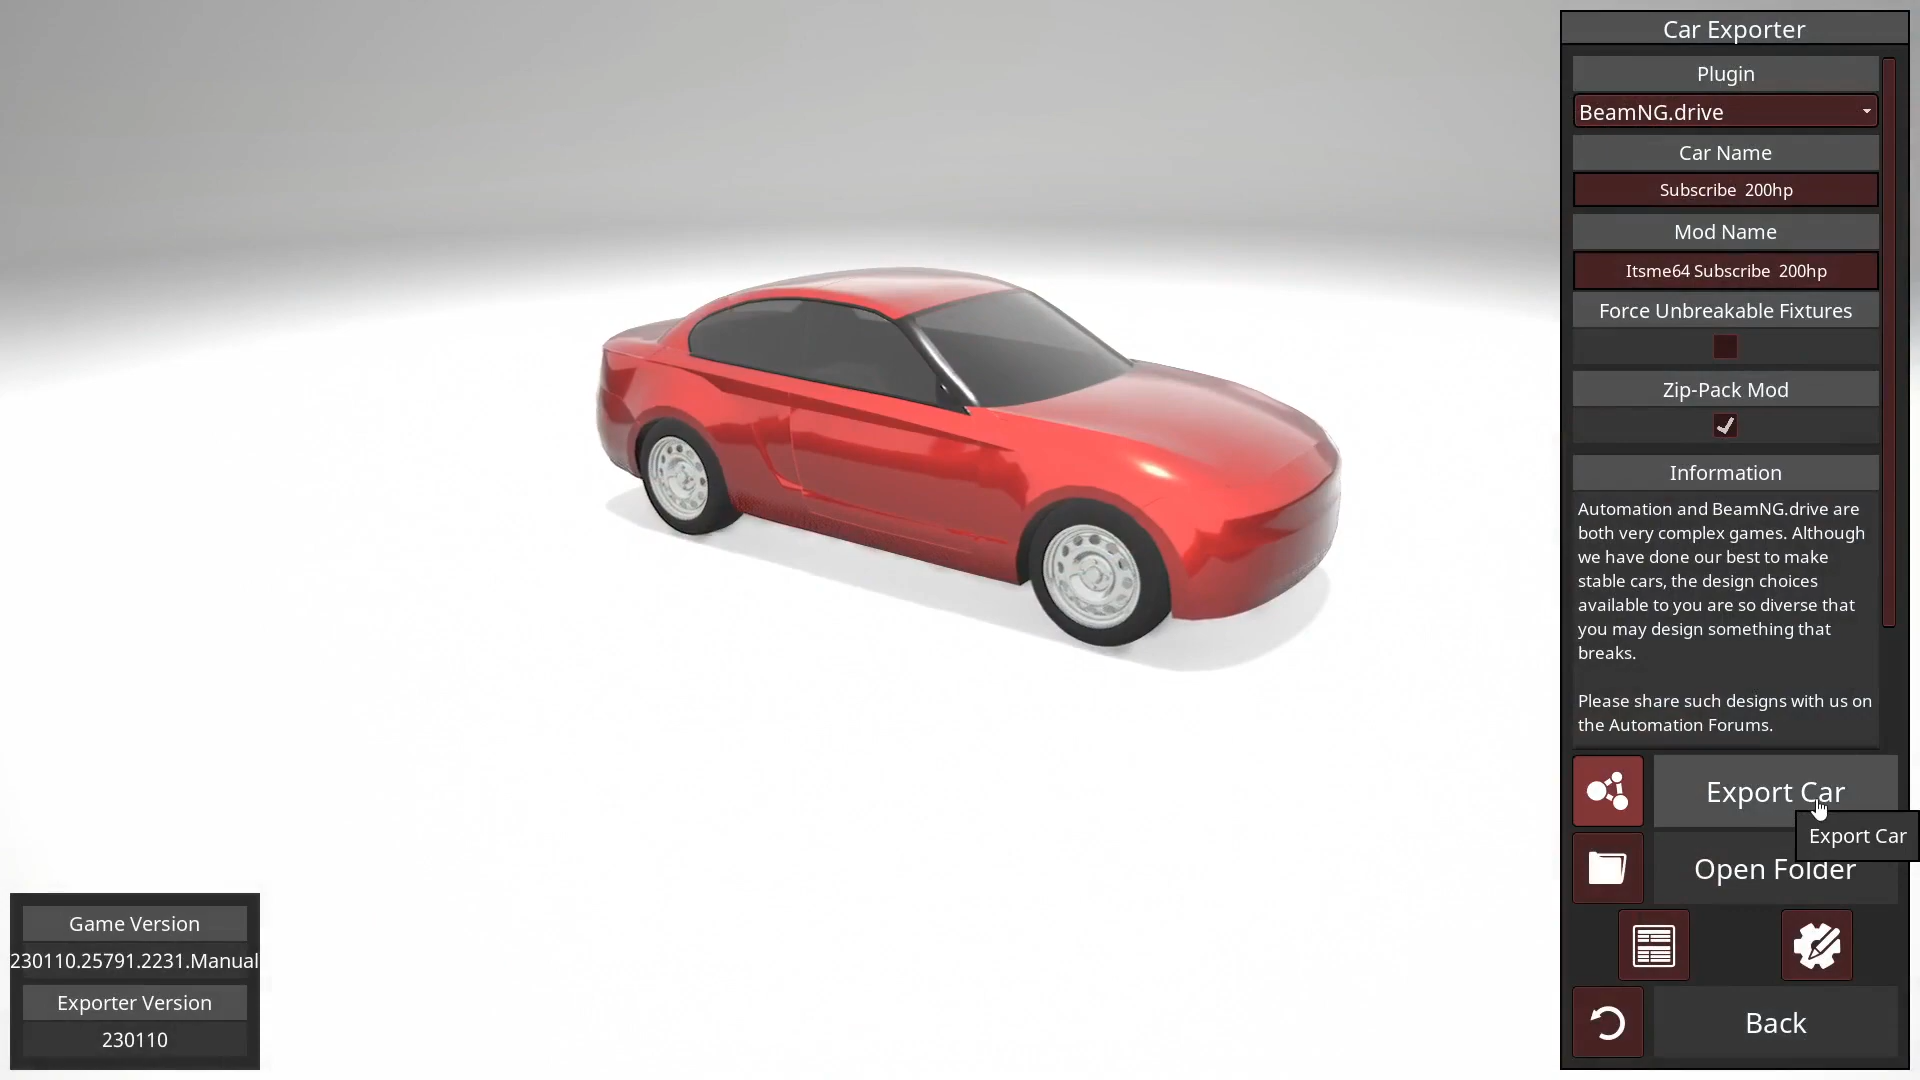 Car Exporter
Plugin
BeamNG.drive
Car Name
Subscribe 200hp
Mod Name
Itsme64 Subscribe 200hp
Force Unbreakable Fixtures
Zip-Pack Mod
Information
Automation and BeamNG.drive are
both very complex games. Although
we have done our best to make
stable cars, the design choices
available to you are so diverse that
you may design something that
breaks.
Please share such designs with us on
the Automation Forums.
Export Car
Export Car
Open Folder
Back
Game Version
230110.25791.2231.Manual
Exporter Version
230110